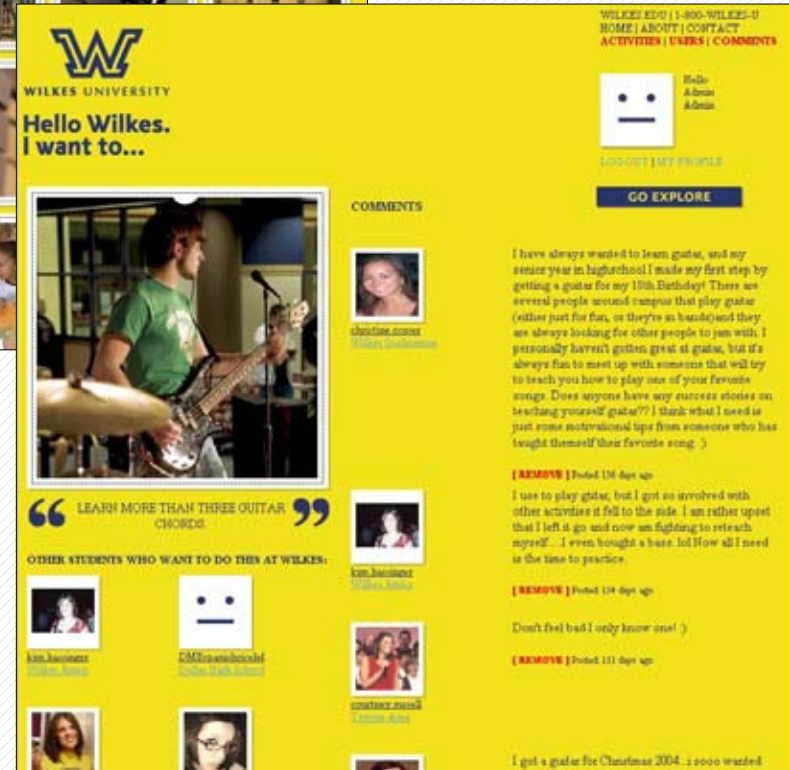 WILKES.EDU | 1-800-WILKES-U
HOME | ABOUT | CONTACT
ACTIVITIES | USERS | COMMENTS
W
WILKES UNIVERSITY
Hello Wilkes.
I want to...
Hello
Admin
Admin
LOGOUT | MY PROFILE
GO EXPLORE
“ LEARN MORE THAN THREE GUITAR
CHORDS. ”
OTHER STUDENTS WHO WANT TO DO THIS AT WILKES:
Wilkes Junior
Dallas High School
COMMENTS
christine
Wilkes
I have always wanted to learn guitar, and my
senior year in highschool I made my first step by
getting a guitar for my 18th Birthday! There are
several people around campus that play guitar
(either just for fun, or they're in bands)and they
are always looking for other people to jam with. I
personally haven't gotten great at guitar, but it's
always fun to meet up with someone that will try
to teach you how to play one of your favorite
songs. Does anyone have any success stories on
teaching yourself guitar?? I think what I need is
just some motivational tips from someone who has
taught themself their favorite song. :)
[ REMOVE ] Posted 136 days ago
Wilkes Junior
I use to play guitar, but I got so involved with
other activities it fell to the side. I am rather upset
that I left it go and now am fighting to reteach
myself....I even bought a bass. lol Now all I need
is the time to practice.
[ REMOVE ] Posted 134 days ago
courtney
Don't feel bad I only know one! :)
[ REMOVE ] Posted 131 days ago
I got a guitar for Christmas 2004...i sooo wanted